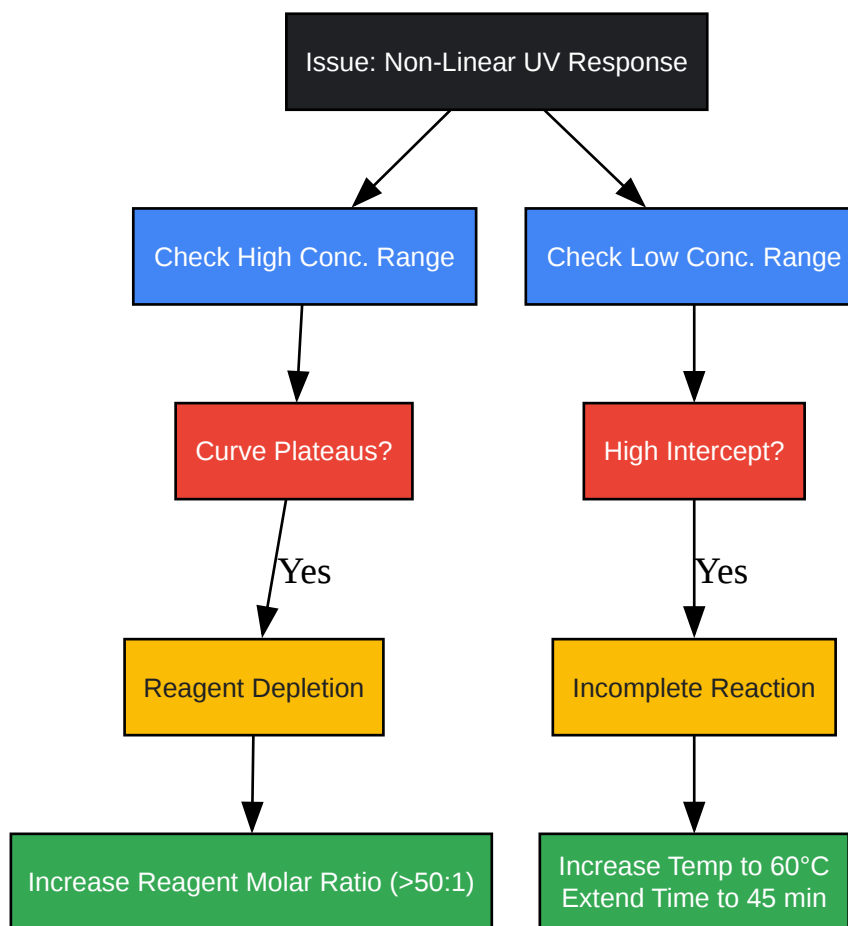 Issue: Non-Linear UV Response
Check High Conc. Range
Check Low Conc. Range
Curve Plateaus?
High Intercept?
Yes
Yes
Reagent Depletion
Incomplete Reaction
Increase Reagent Molar Ratio (>50:1)
Increase Temp to 60°C
Extend Time to 45 min